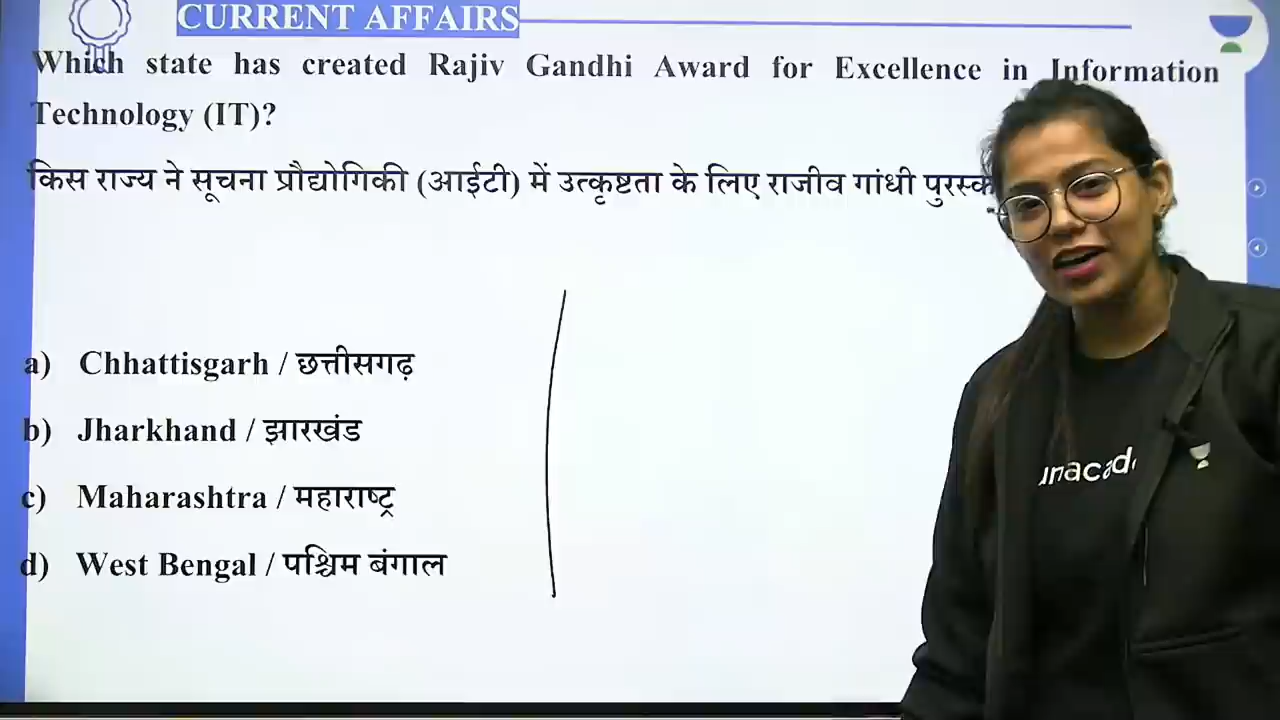 CURRENT AFFAIRS
Which state has created Rajiv Gandhi Award for Excellence in Information
Technology (IT)?
किस राज्य ने सूचना प्रौद्योगिकी (आईटी) में उत्कृष्टता के लिए राजीव गांधी
a) Chhattisgarh / छत्तीसगढ़
b) Jharkhand / झारखंड
c) Maharashtra / महाराष्ट्र
d) West Bengal / पश्चिम बंगाल